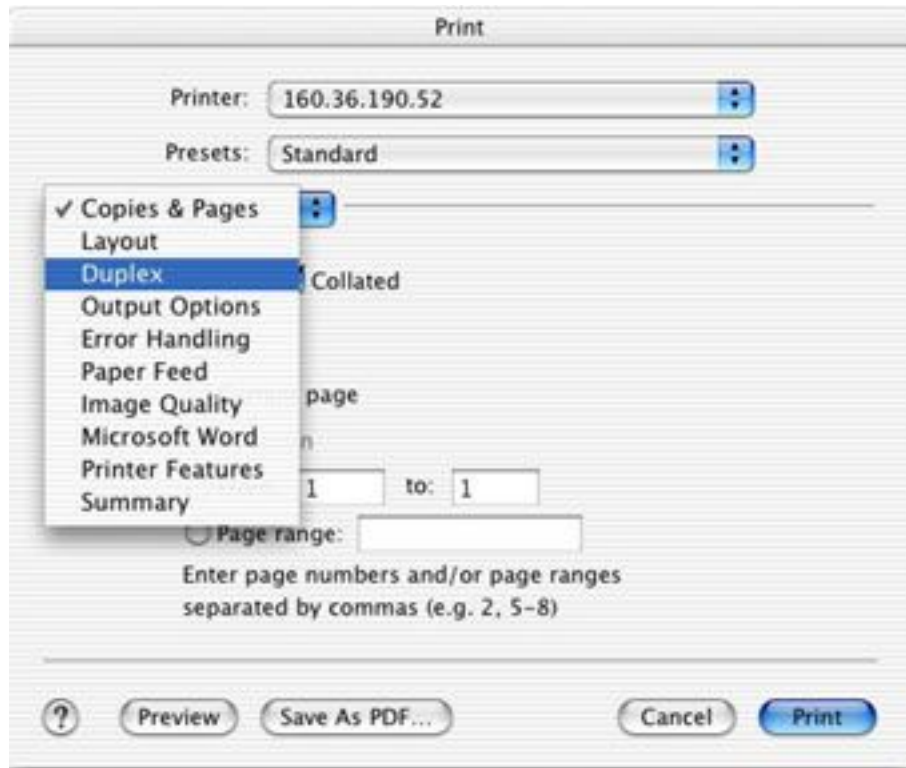 Print
Printer: 160.36.190.52
Presets: Standard
✓ Copies & Pages
Layout
Duplex
Collated
Output Options
Error Handling
Paper Feed
page
Image Quality
Microsoft Word
n
Printer Features
1 to: 1
Summary
Page range:
Enter page numbers and/or page ranges
separated by commas (e.g. 2, 5-8)
? Preview Save As PDF... Cancel Print